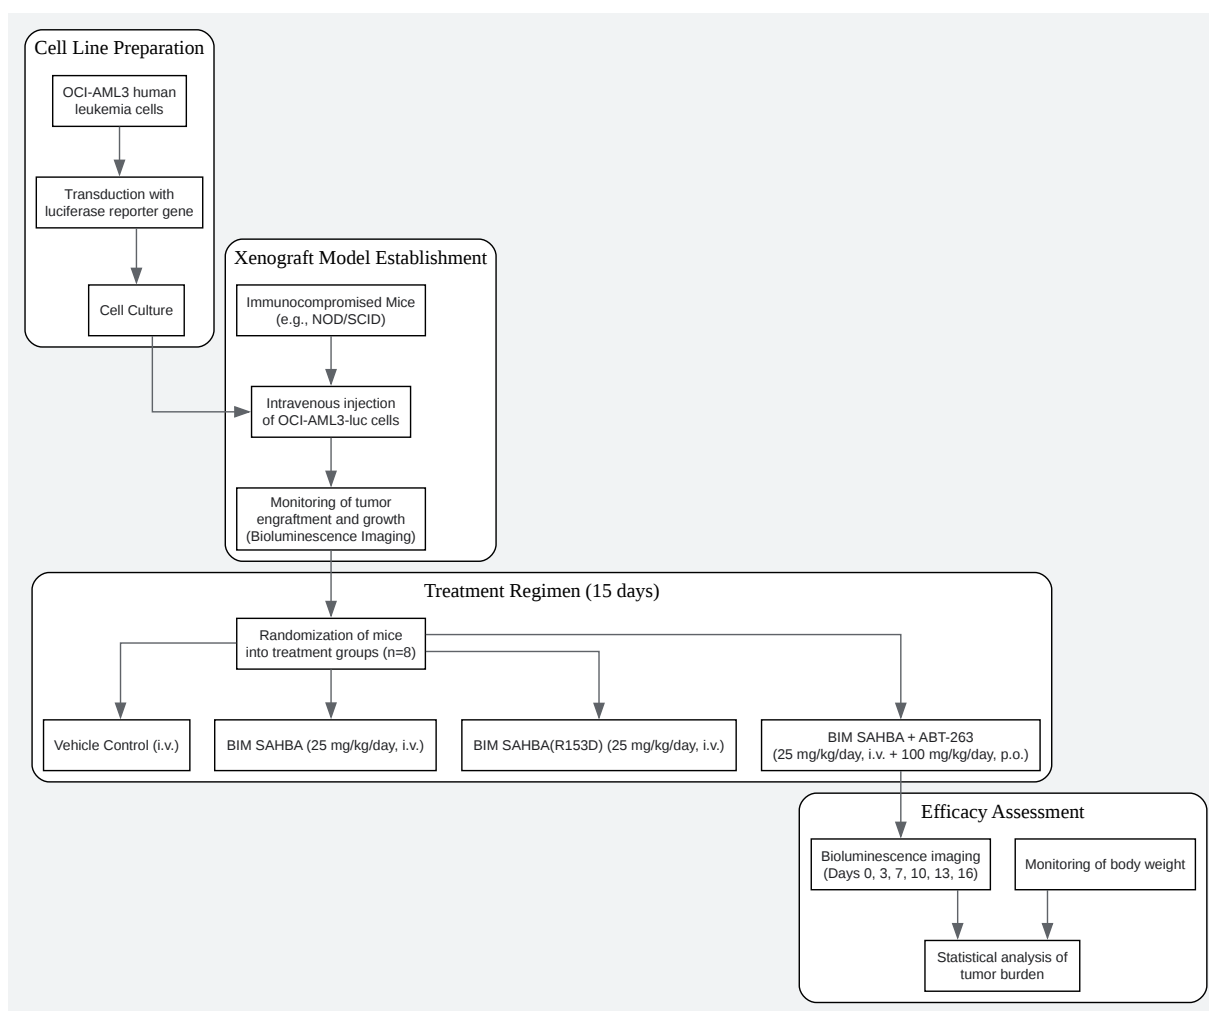 Cell Line Preparation
OCI-AML3 human
leukemia cells
Transduction with
luciferase reporter gene
Cell Culture
Xenograft Model Establishment
Immunocompromised Mice
(e.g., NOD/SCID)
Intravenous injection
of OCI-AML3-luc cells
Monitoring of tumor
engraftment and growth
(Bioluminescence Imaging)
Treatment Regimen (15 days)
Randomization of mice
into treatment groups (n=8)
Vehicle Control (i.v.)
BIM SAHBA (25 mg/kg/day, i.v.)
BIM SAHBA(R153D) (25 mg/kg/day, i.v.)
BIM SAHBA + ABT-263
(25 mg/kg/day, i.v. + 100 mg/kg/day, p.o.)
Efficacy Assessment
Bioluminescence imaging
(Days 0, 3, 7, 10, 13, 16)
Monitoring of body weight
Statistical analysis of
tumor burden